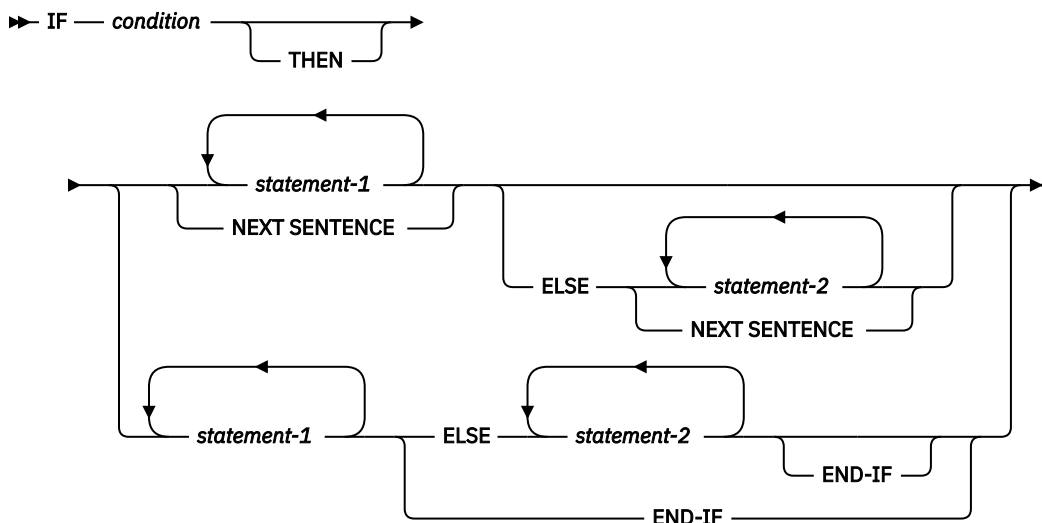 IF condition
THEN
statement-1
NEXT SENTENCE
ELSE statement-2
NEXT SENTENCE
statement-1 ELSE statement-2
END-IF
END-IF